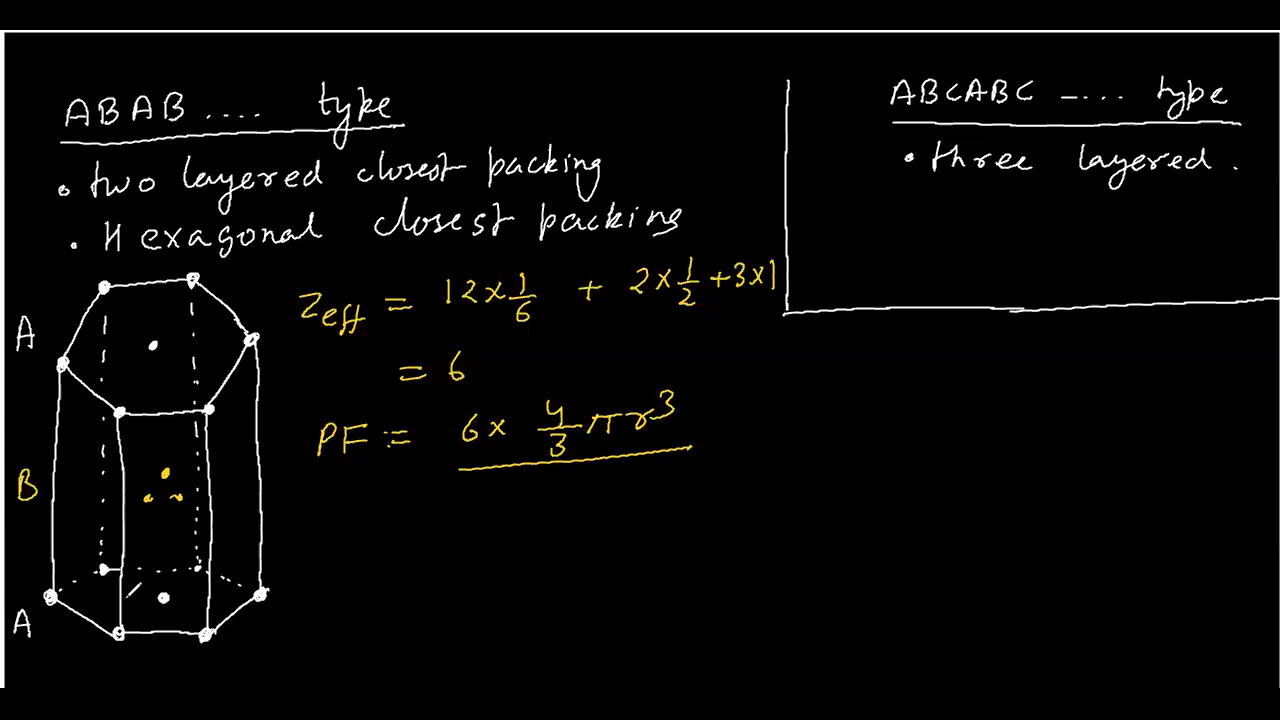 ABAB .... type
• two layered closest packing
• Hexagonal closest packing
Zeff = 12 × 1/6 + 2 × 1/2 + 3×1
= 6
PF = 6 × 4/3 πr³
A
B
A
ABCABC –... type
• three layered.